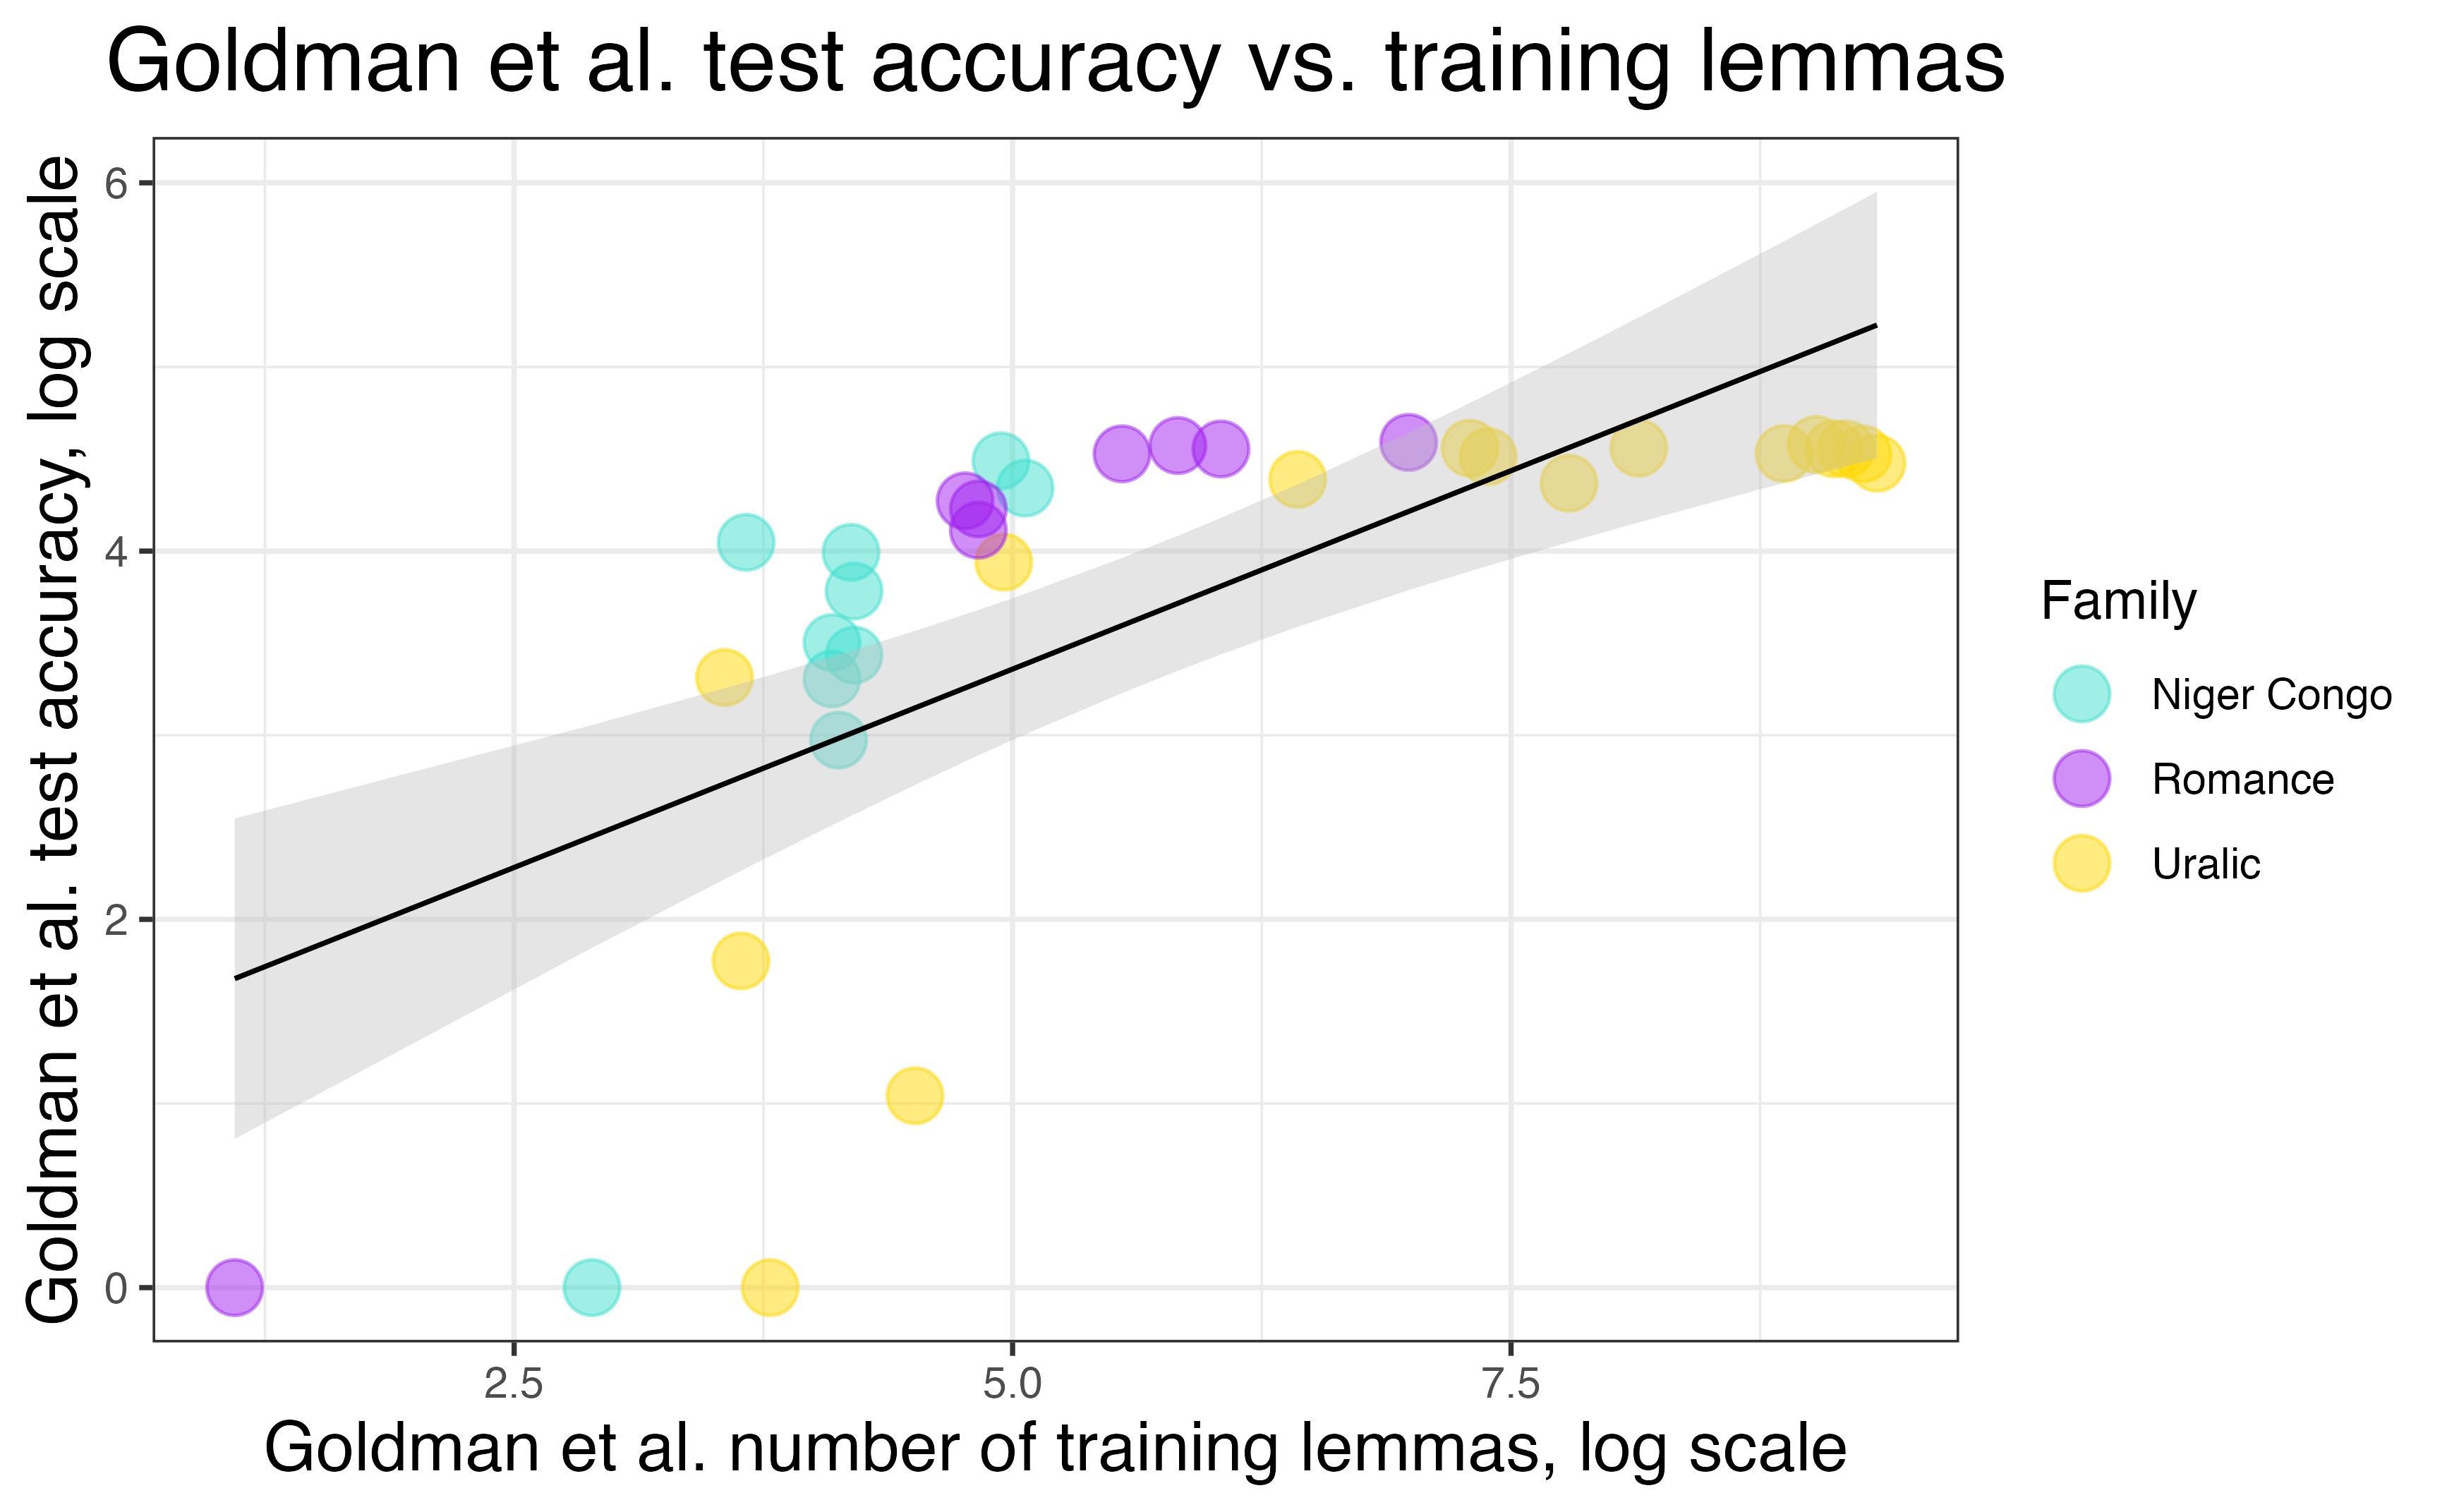 Goldman et al. test accuracy vs. training lemmas
Goldman et al. test accuracy, log scale
6
4
2
0
2.5
5.0
7.5
Goldman et al. number of training lemmas, log scale
Family
Niger Congo
Romance
Uralic